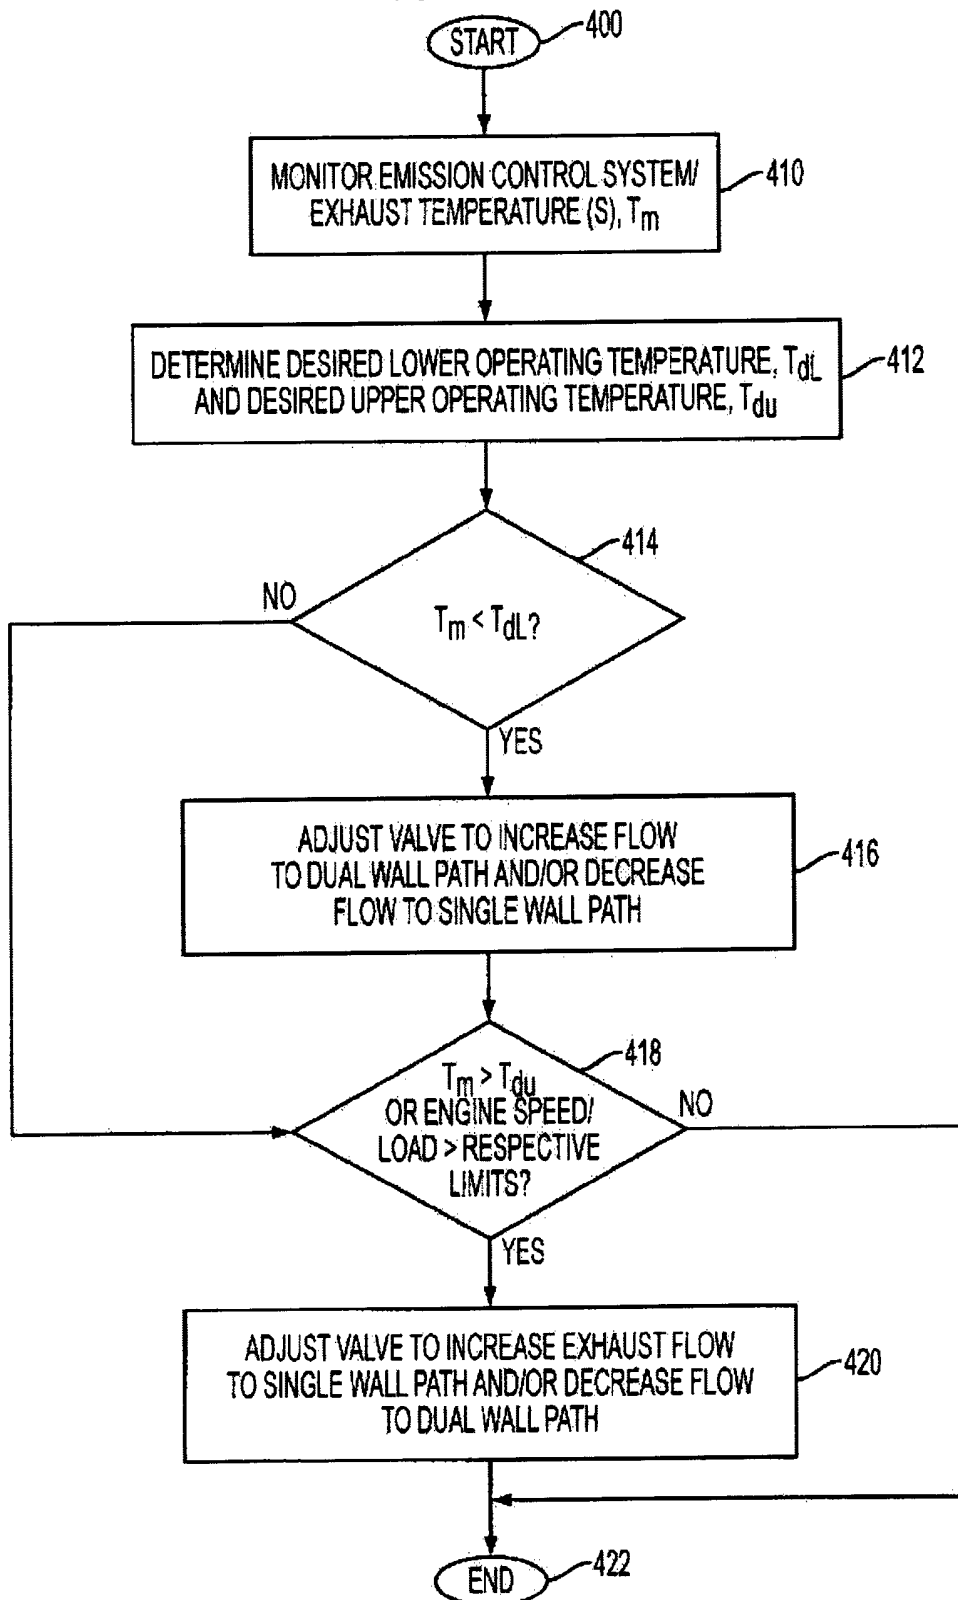 START
400
MONITOR EMISSION CONTROL SYSTEM/
EXHAUST TEMPERATURE (S), Tm
410
DETERMINE DESIRED LOWER OPERATING TEMPERATURE, TdL
AND DESIRED UPPER OPERATING TEMPERATURE, Tdu
412
414
NO
Tm < TdL?
YES
ADJUST VALVE TO INCREASE FLOW
TO DUAL WALL PATH AND/OR DECREASE
FLOW TO SINGLE WALL PATH
416
418
Tm > Tdu
OR ENGINE SPEED/
LOAD > RESPECTIVE
LIMITS?
NO
YES
ADJUST VALVE TO INCREASE EXHAUST FLOW
TO SINGLE WALL PATH AND/OR DECREASE FLOW
TO DUAL WALL PATH
420
END
422